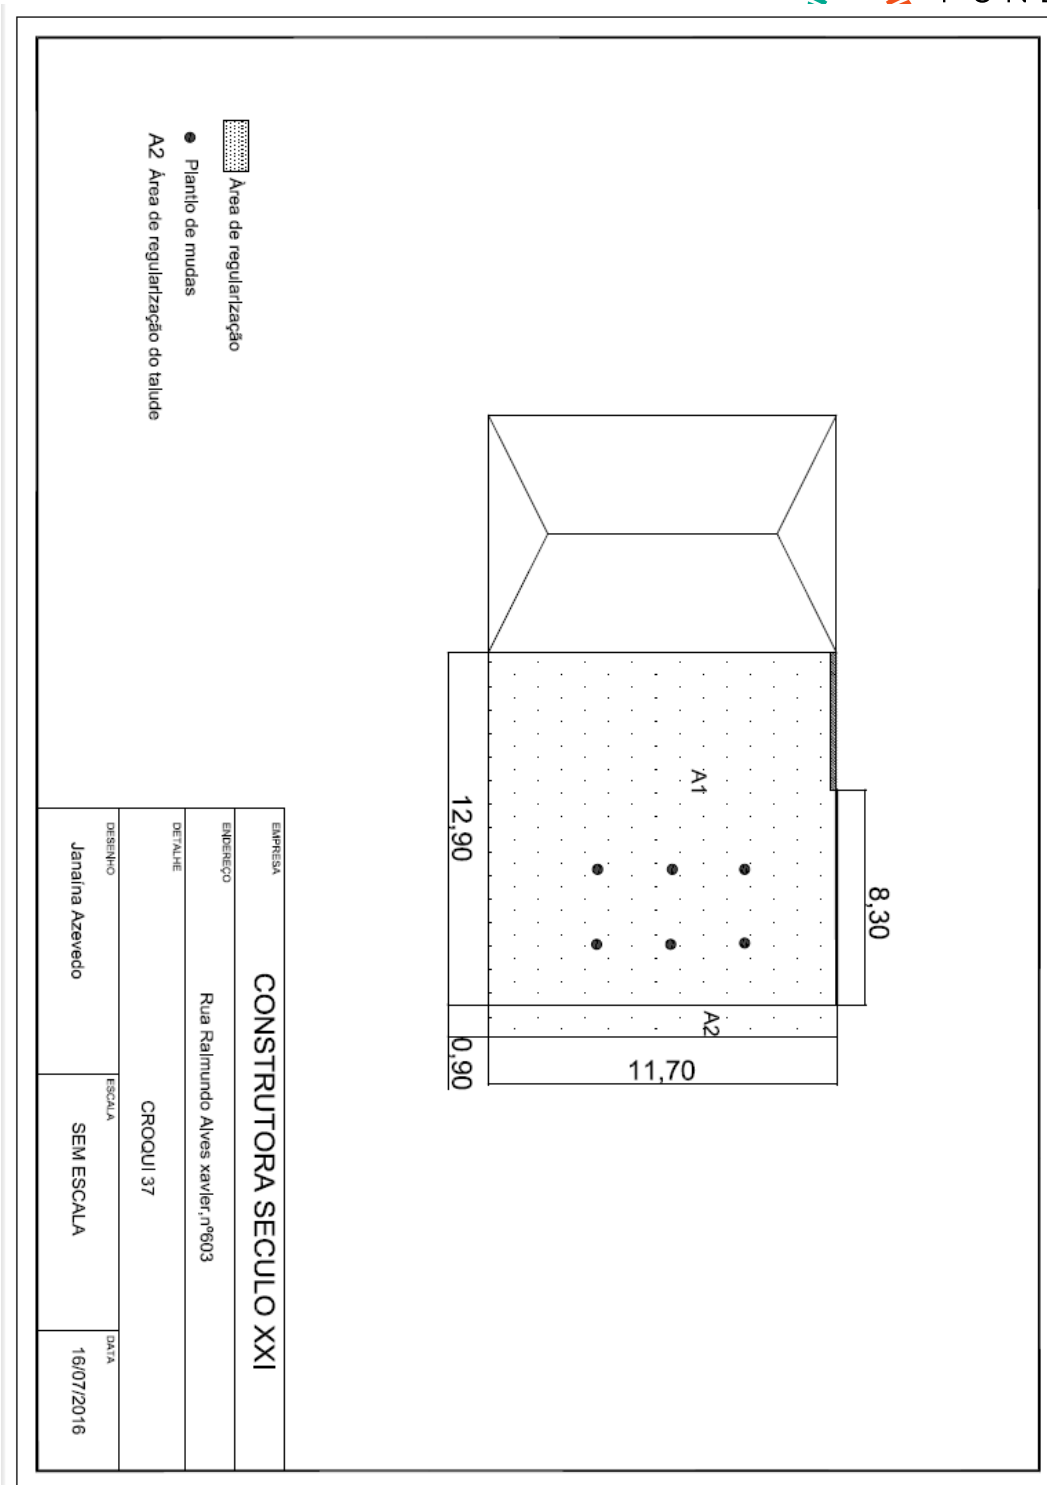 Área de regularização
Plantio de mudas
A2 Área de regularização do talude
8,30
A1
12,90
A2
0,90
11,70
EMPRESA
CONSTRUTORA SECULO XXI
ENDEREÇO
Rua Raimundo Alves xavier,nº603
DETALHE
CROQUI 37
DESENHO
Janaína Azevedo
ESCALA
SEM ESCALA
DATA
16/07/2016